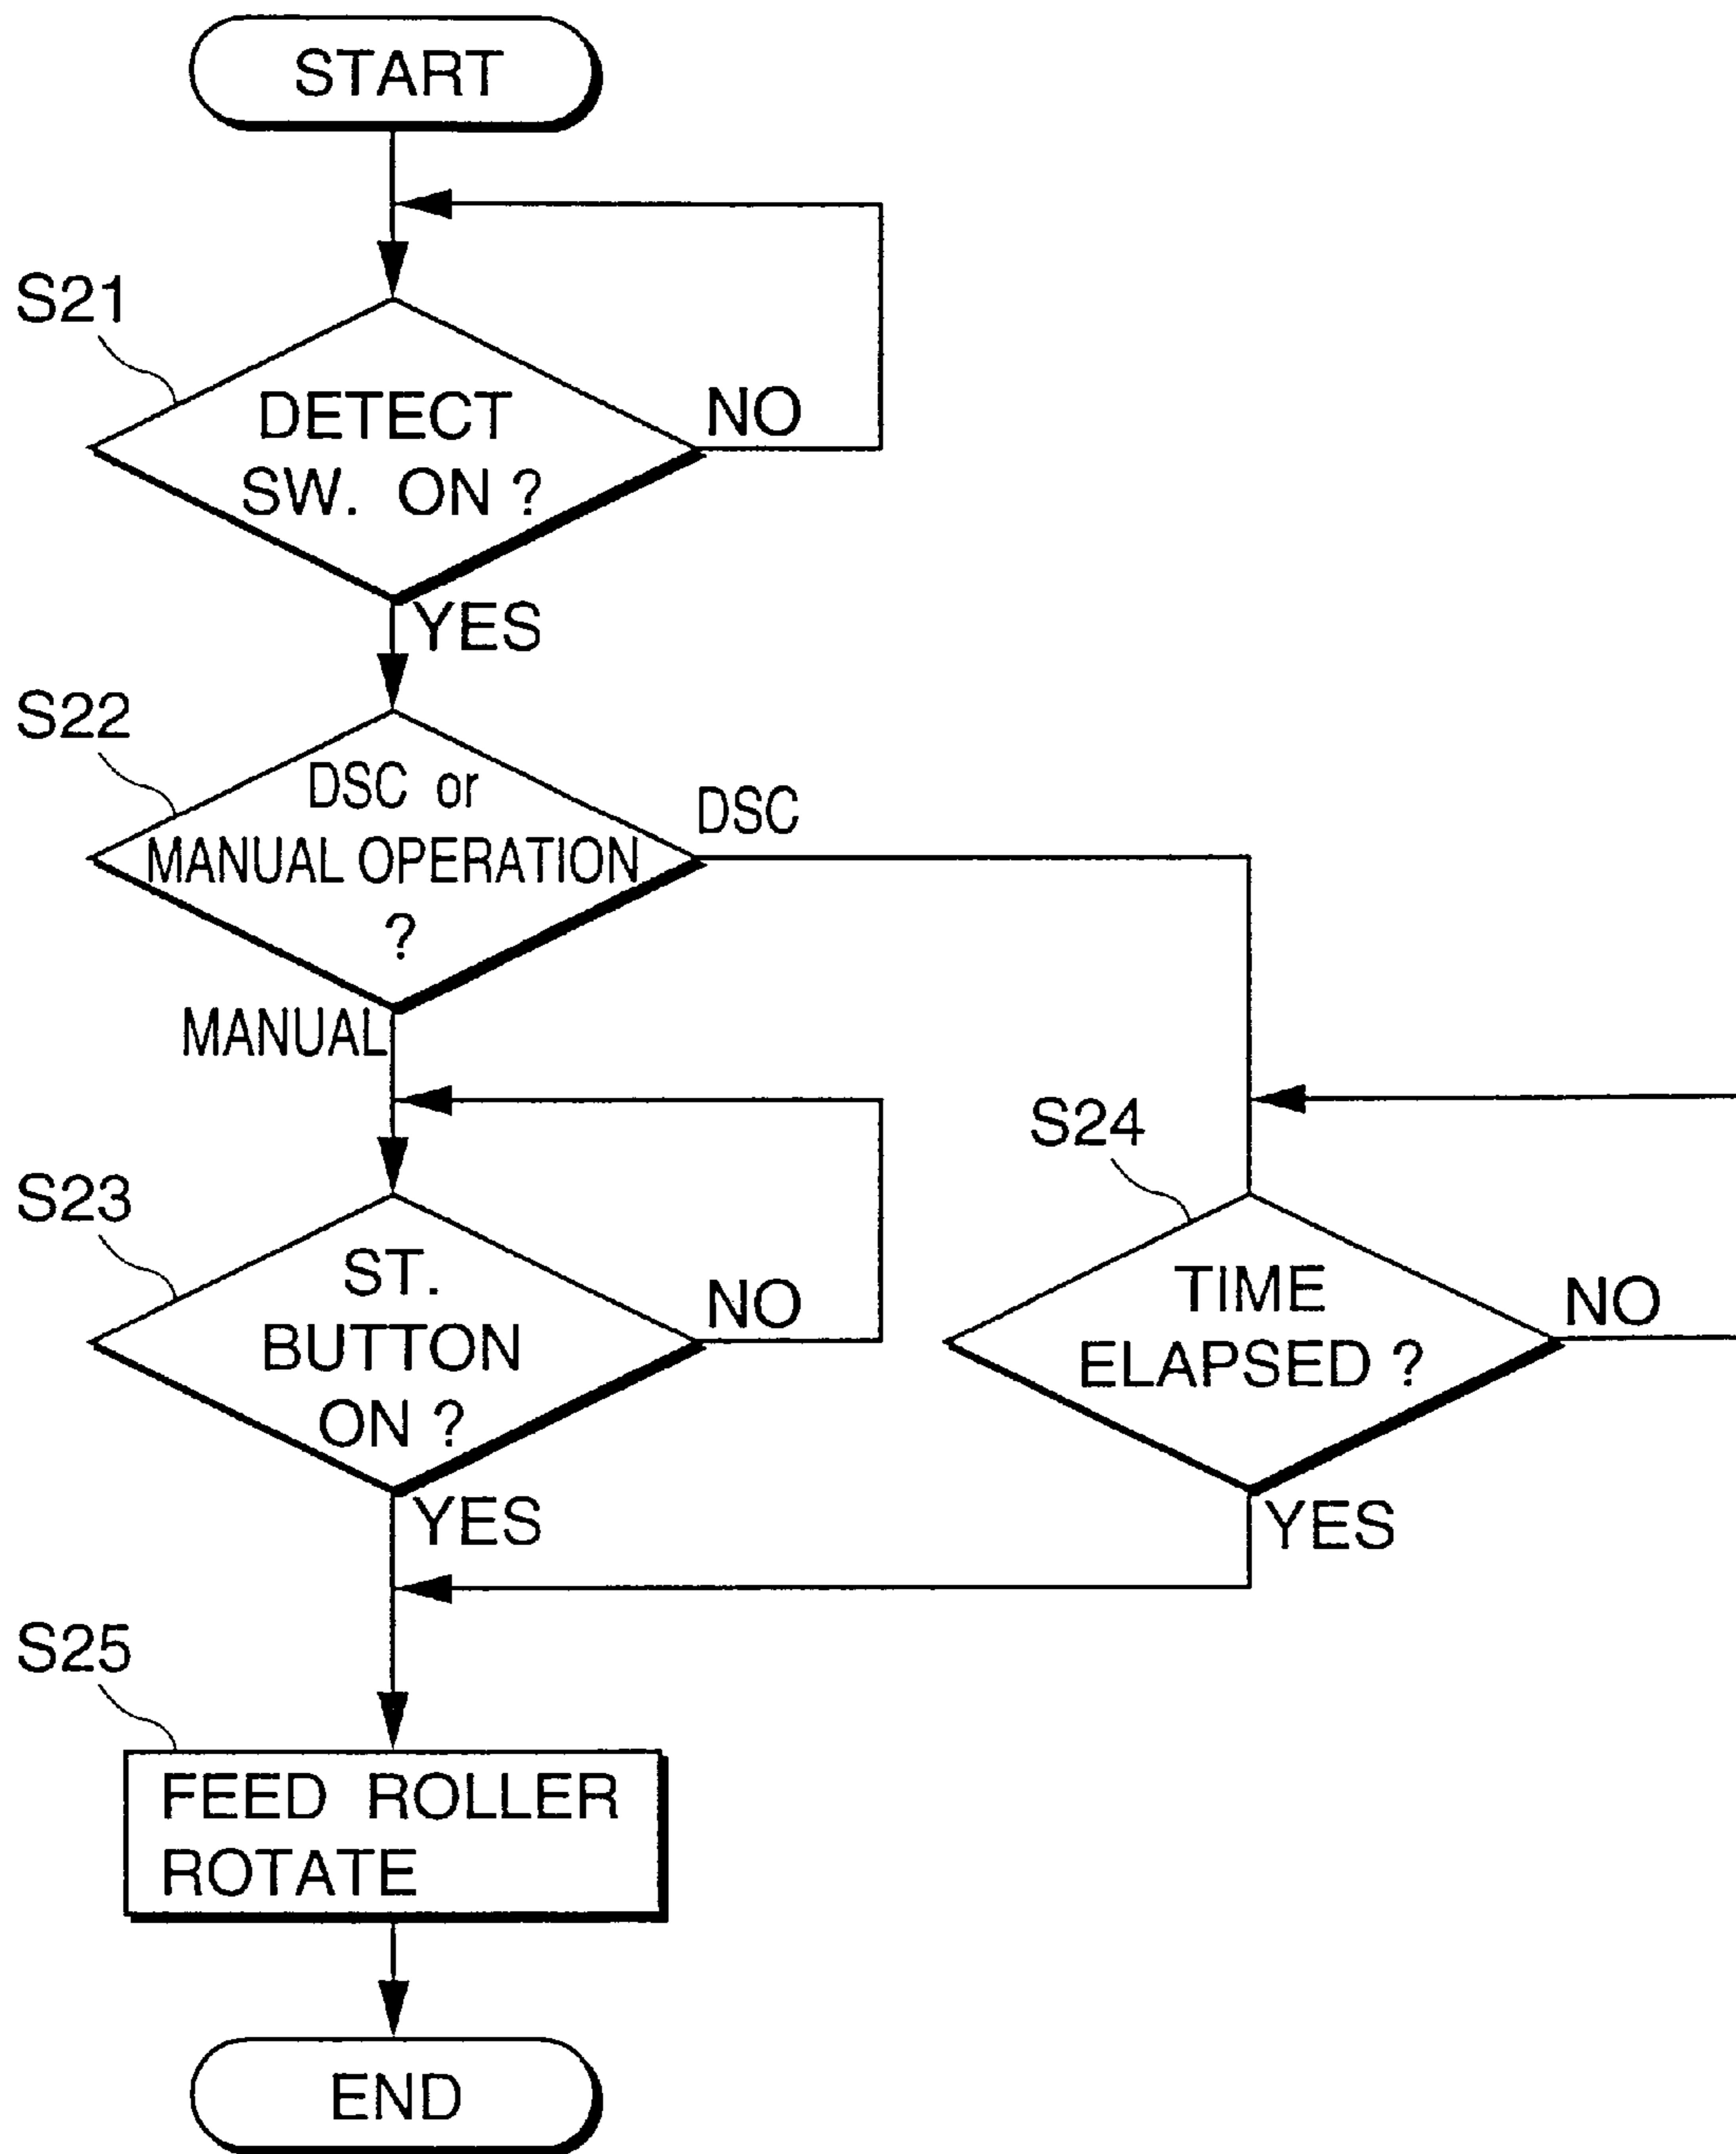 START
S21
DETECT
SW. ON ?
NO
YES
S22
DSC or
MANUAL OPERATION
?
DSC
MANUAL
S23
ST.
BUTTON
ON ?
NO
YES
S24
TIME
ELAPSED ?
NO
YES
S25
FEED ROLLER
ROTATE
END